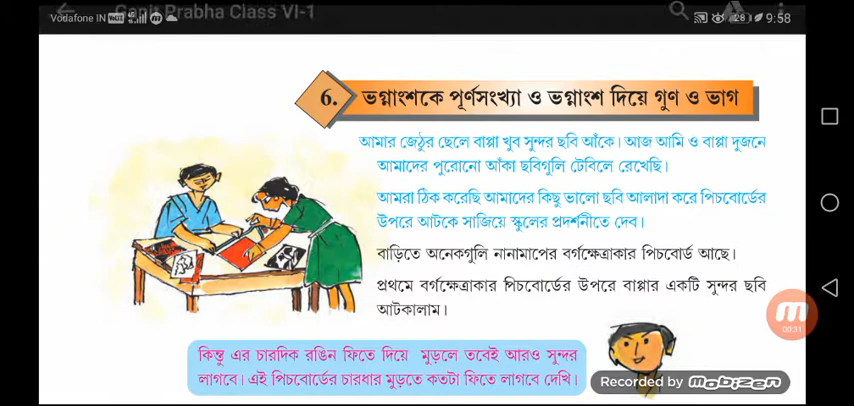 Vodafone IN
Ganit Prabha Class VI-1
28
9:58
6. ভগ্নাংশকে পূর্ণসংখ্যা ও ভগ্নাংশ দিয়ে গুণ ও ভাগ
আমার জেঠুর ছেলে বাপ্পা খুব সুন্দর ছবি আঁকে। আজ আমি ও বাপ্পা দুজনে
আমাদের পুরোনো আঁকা ছবিগুলি টেবিলে রেখেছি।
আমরা ঠিক করেছি আমাদের কিছু ভালো ছবি আলাদা করে পিচবোর্ডের
উপরে আটকে সাজিয়ে স্কুলের প্রদর্শনীতে দেব।
বাড়িতে অনেকগুলি নানামাপের বর্গক্ষেত্রাকার পিচবোর্ড আছে।
প্রথমে বর্গক্ষেত্রাকার পিচবোর্ডের উপরে বাপ্পার একটি সুন্দর ছবি
আটকালাম।
কিন্তু এর চারদিক রঙিন ফিতে দিয়ে মুড়লে তবেই আরও সুন্দর
লাগবে। এই পিচবোর্ডের চারধার মুড়তে কতটা ফিতে লাগবে দেখি।
00:31
Recorded by mobizen